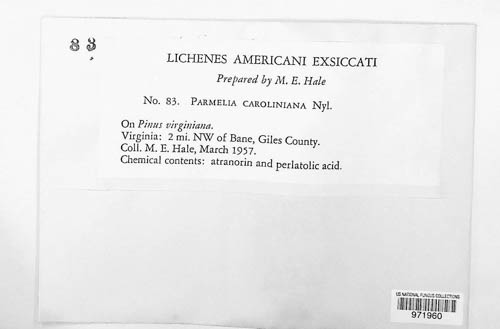 83
LICHENES AMERICANI EXSICCATI
Prepared by M. E. Hale
No. 83. PARMELIA CAROLINIANA Nyl.
On Pinus virginiana.
Virginia: 2 mi. NW of Bane, Giles County.
Coll. M. E. Hale, March 1957.
Chemical contents: atranorin and perlatolic acid.
US NATIONAL FUNGUS COLLECTIONS
971960